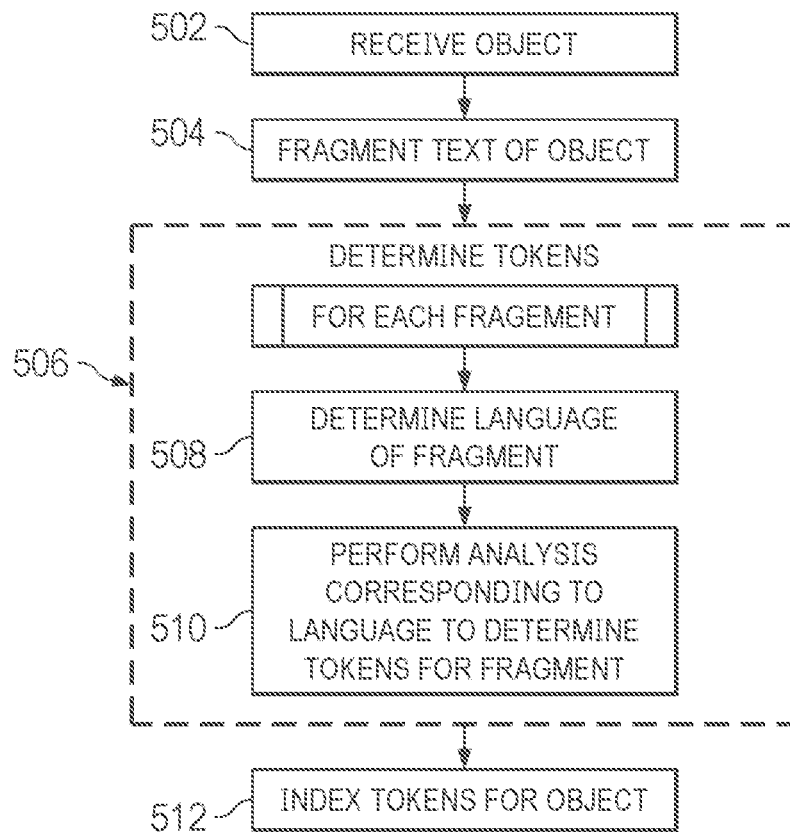 502
RECEIVE OBJECT
504
FRAGMENT TEXT OF OBJECT
DETERMINE TOKENS
FOR EACH FRAGEMENT
506
508
DETERMINE LANGUAGE
OF FRAGMENT
510
PERFORM ANALYSIS
CORRESPONDING TO
LANGUAGE TO DETERMINE
TOKENS FOR FRAGMENT
512
INDEX TOKENS FOR OBJECT